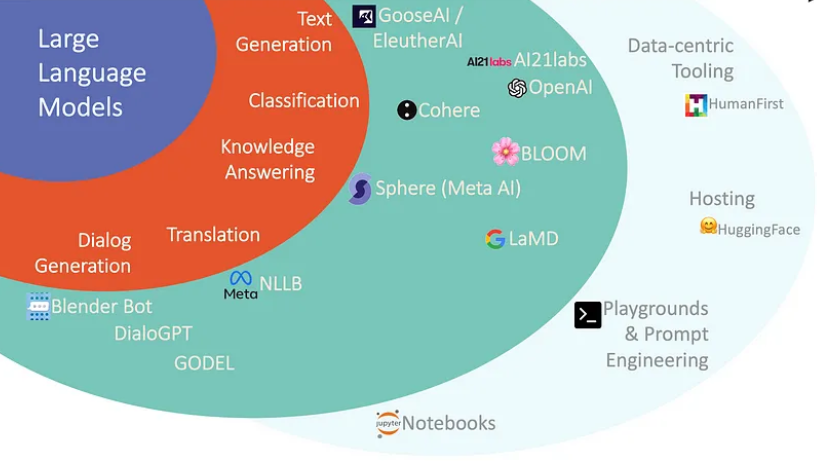 Large
Language
Models
Text
Generation
Classification
Knowledge
Answering
Translation
Dialog
Generation
GooseAI /
EleutherAI
AI21labs AI21labs
OpenAI
Cohere
BLOOM
Sphere (Meta AI)
LaMD
Meta NLLB
Blender Bot
DialoGPT
GODEL
Data-centric
Tooling
H HumanFirst
Hosting
HuggingFace
>_ Playgrounds
& Prompt
Engineering
jupyter Notebooks